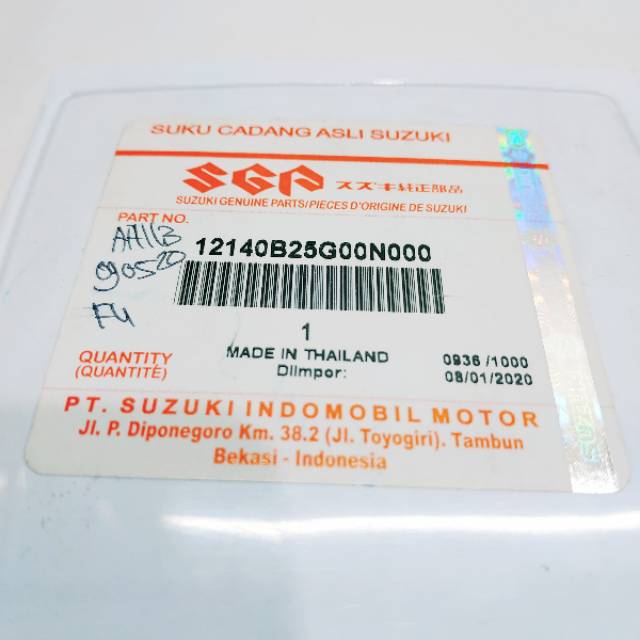 SUKU CADANG ASLI SUZUKI
SGP スズキ純正部品
SUZUKI GENUINE PARTS/PIECES D'ORIGINE DE SUZUKI
PART NO.
12140B25G00N000
090520
F4
1
QUANTITY
(QUANTITÉ)
MADE IN THAILAND
DIimpor:
0936 /1000
08/01/2020
PT. SUZUKI INDOMOBIL MOTOR
Jl. P. Diponegoro Km. 38.2 (Jl. Toyogiri). Tambun
Bekasi - Indonesia